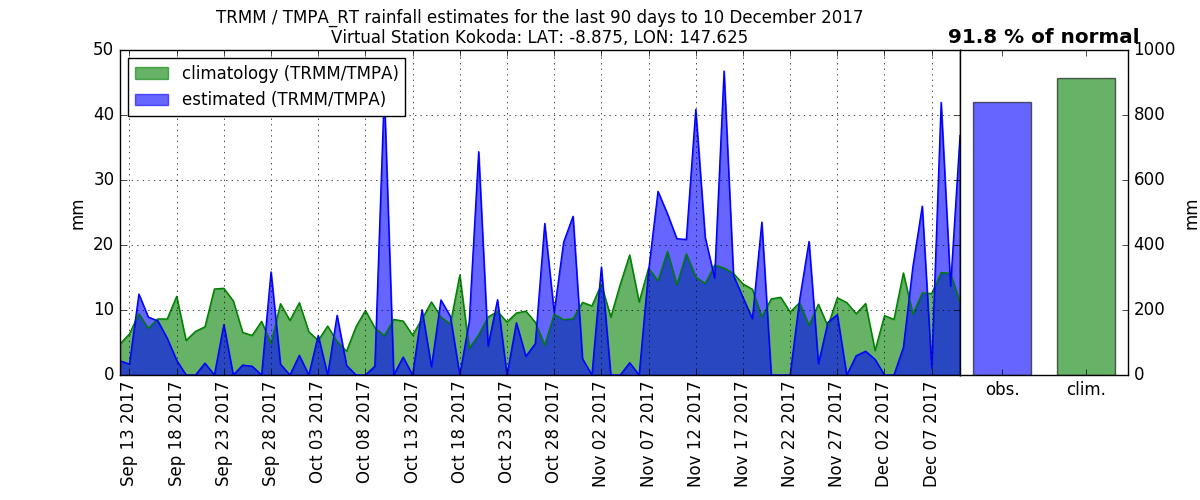 TRMM / TMPA_RT rainfall estimates for the last 90 days to 10 December 2017
Virtual Station Kokoda: LAT: -8.875, LON: 147.625
91.8 % of normal
climatology (TRMM/TMPA)
estimated (TRMM/TMPA)
50
40
30
20
10
0
mm
1000
800
600
400
200
0
mm
Sep 13 2017
Sep 18 2017
Sep 23 2017
Sep 28 2017
Oct 03 2017
Oct 08 2017
Oct 13 2017
Oct 18 2017
Oct 23 2017
Oct 28 2017
Nov 02 2017
Nov 07 2017
Nov 12 2017
Nov 17 2017
Nov 22 2017
Nov 27 2017
Dec 02 2017
Dec 07 2017
obs.
clim.